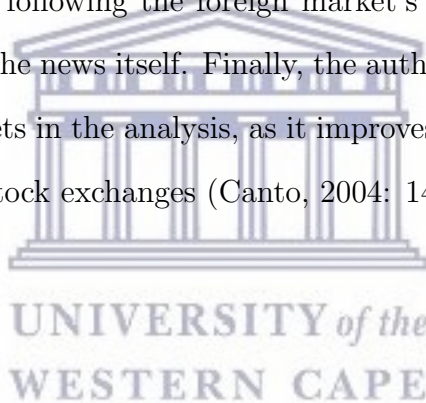 following the foreign market's
he news itself. Finally, the auth
ets in the analysis, as it improves
tock exchanges (Canto, 2004: 14
UNIVERSITY of the
WESTERN CAPE